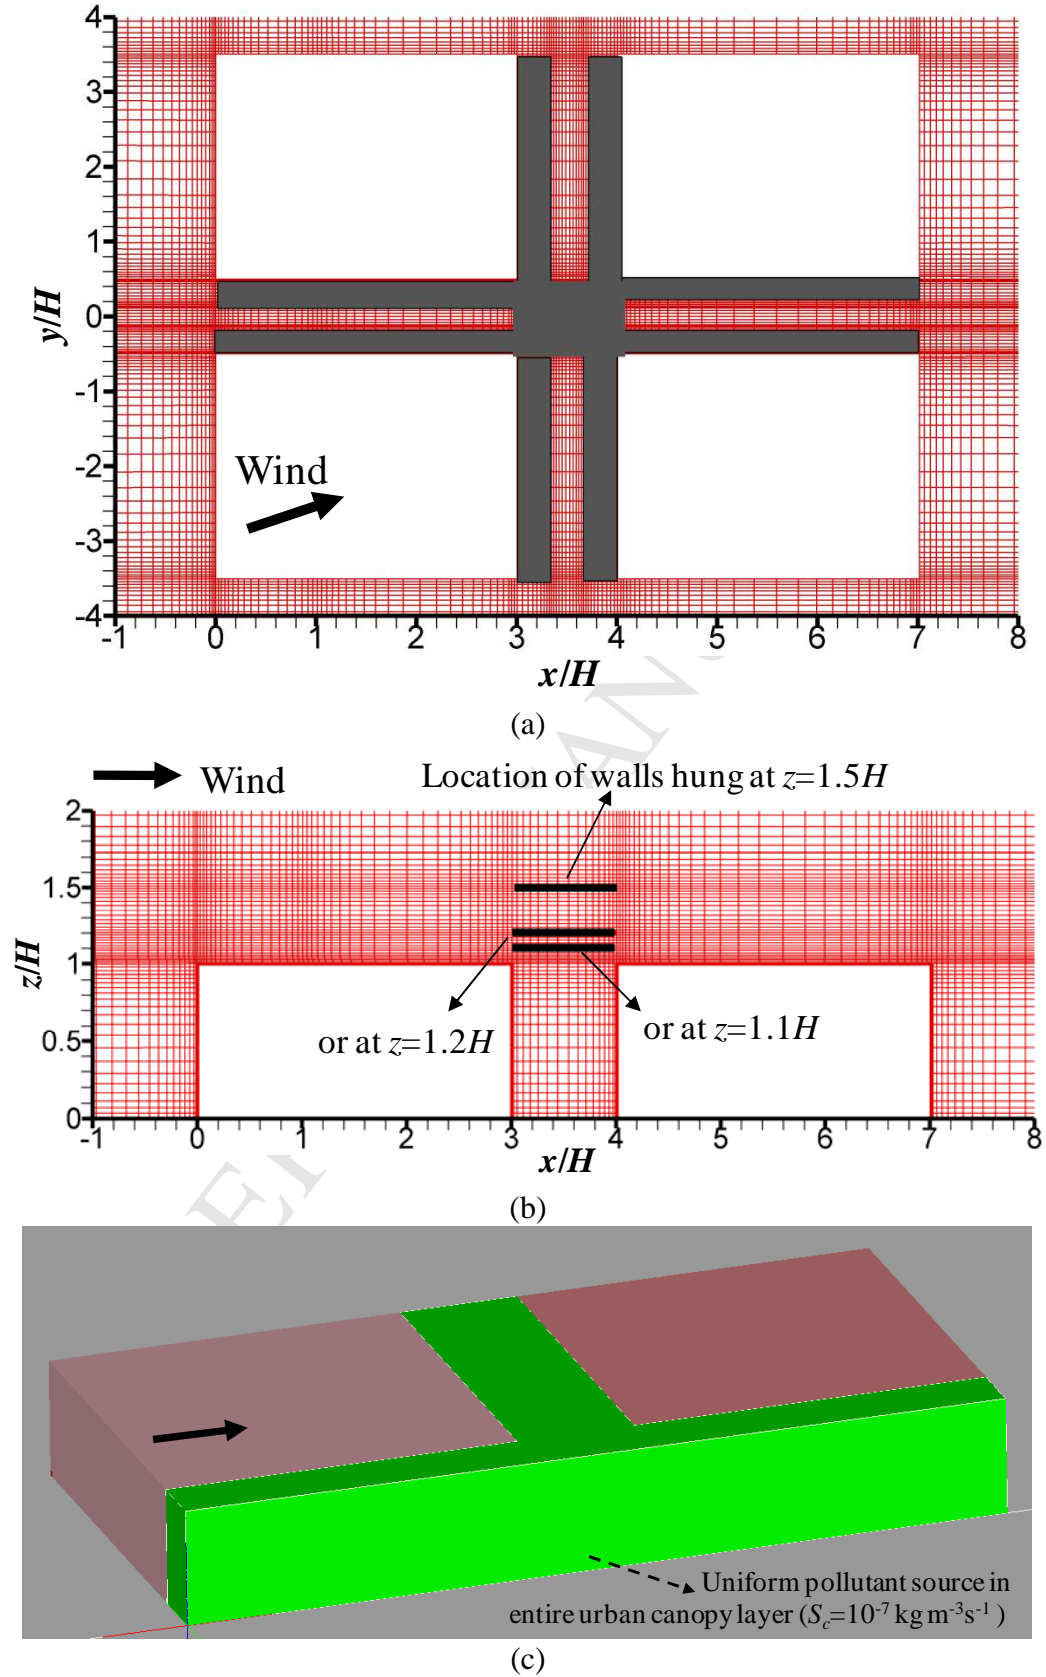 4
3
2
1
0
-1
-2
-3
-4
y/H
Wind
-1 0 1 2 3 4 5 6 7 8
x/H
(a)
Wind
Location of walls hung at z=1.5H
2
1.5
1
0.5
0
z/H
or at z=1.2H
or at z=1.1H
-1 0 1 2 3 4 5 6 7 8
x/H
(b)
Uniform pollutant source in
entire urban canopy layer (Sc=10⁻⁷ kg m⁻³s⁻¹ )
(c)